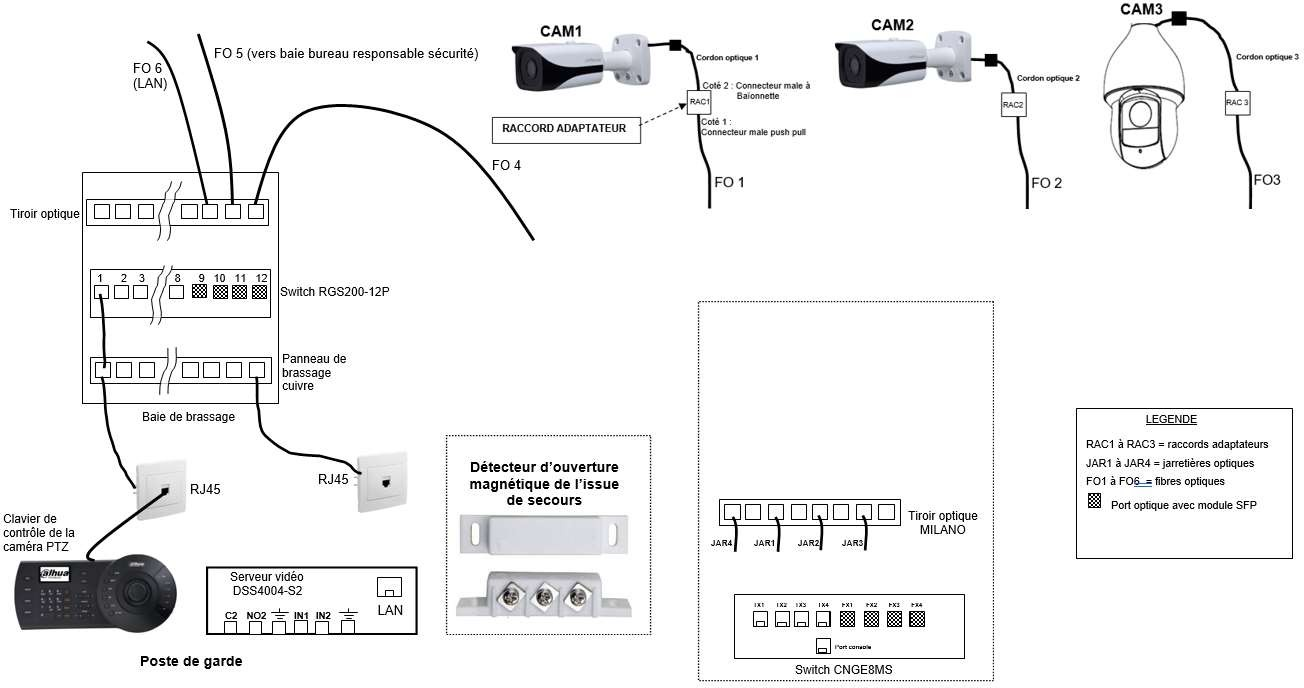 CAM1
CAM2
CAM3
FO 6
(LAN)
FO 5 (vers baie bureau responsable sécurité)
FO 4
Cordon optique 1
Coté 2 : Connecteur male à
Baïonnette
RAC1
RACCORD ADAPTATEUR
Coté 1 :
Connecteur male push pull
FO 1
Cordon optique 2
RAC2
FO 2
Cordon optique 3
RAC 3
FO3
Tiroir optique
1 2 3 8 9 10 11 12
Switch RGS200-12P
Panneau de
brassage
cuivre
Baie de brassage
RJ45
RJ45
Clavier de
contrôle de la
caméra PTZ
alhua
Serveur vidéo
DSS4004-S2
LAN
C2 NO2 IN1 IN2
Poste de garde
Détecteur d'ouverture
magnétique de l'issue
de secours
Tiroir optique
MILANO
JAR4 JAR1 JAR2 JAR3
TX1 TX2 TX3 TX4 FX1 FX2 FX3 FX4
Port console
Switch CNGE8MS
LEGENDE
RAC1 à RAC3 = raccords adaptateurs
JAR1 à JAR4 = jarretières optiques
FO1 à FO6 = fibres optiques
Port optique avec module SFP